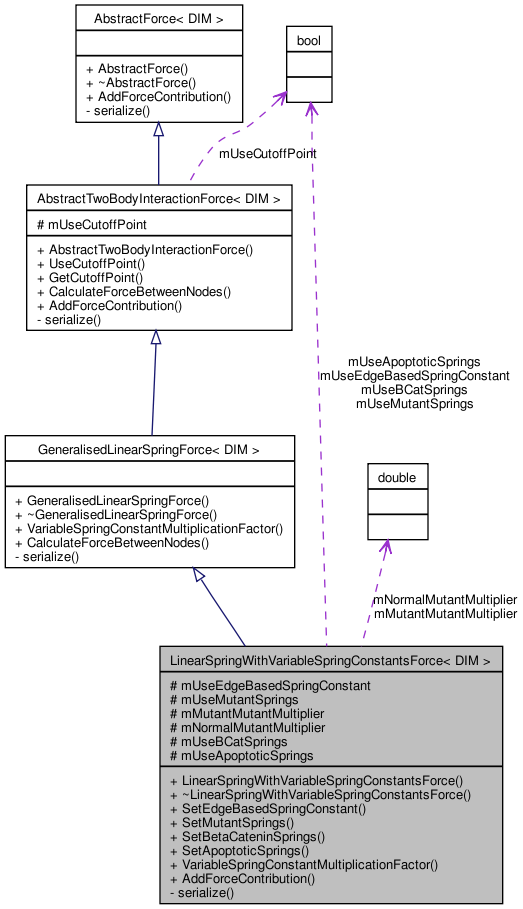 AbstractForce< DIM >
+ AbstractForce()
+ ~AbstractForce()
+ AddForceContribution()
- serialize()
bool
mUseCutoffPoint
AbstractTwoBodyInteractionForce< DIM >
# mUseCutoffPoint
+ AbstractTwoBodyInteractionForce()
+ UseCutoffPoint()
+ GetCutoffPoint()
+ CalculateForceBetweenNodes()
+ AddForceContribution()
- serialize()
mUseApoptoticSprings
mUseEdgeBasedSpringConstant
mUseBCatSprings
mUseMutantSprings
GeneralisedLinearSpringForce< DIM >
+ GeneralisedLinearSpringForce()
+ ~GeneralisedLinearSpringForce()
+ VariableSpringConstantMultiplicationFactor()
+ CalculateForceBetweenNodes()
- serialize()
double
mNormalMutantMultiplier
mMutantMutantMultiplier
LinearSpringWithVariableSpringConstantsForce< DIM >
# mUseEdgeBasedSpringConstant
# mUseMutantSprings
# mMutantMutantMultiplier
# mNormalMutantMultiplier
# mUseBCatSprings
# mUseApoptoticSprings
+ LinearSpringWithVariableSpringConstantsForce()
+ ~LinearSpringWithVariableSpringConstantsForce()
+ SetEdgeBasedSpringConstant()
+ SetMutantSprings()
+ SetBetaCateninSprings()
+ SetApoptoticSprings()
+ VariableSpringConstantMultiplicationFactor()
+ AddForceContribution()
- serialize()